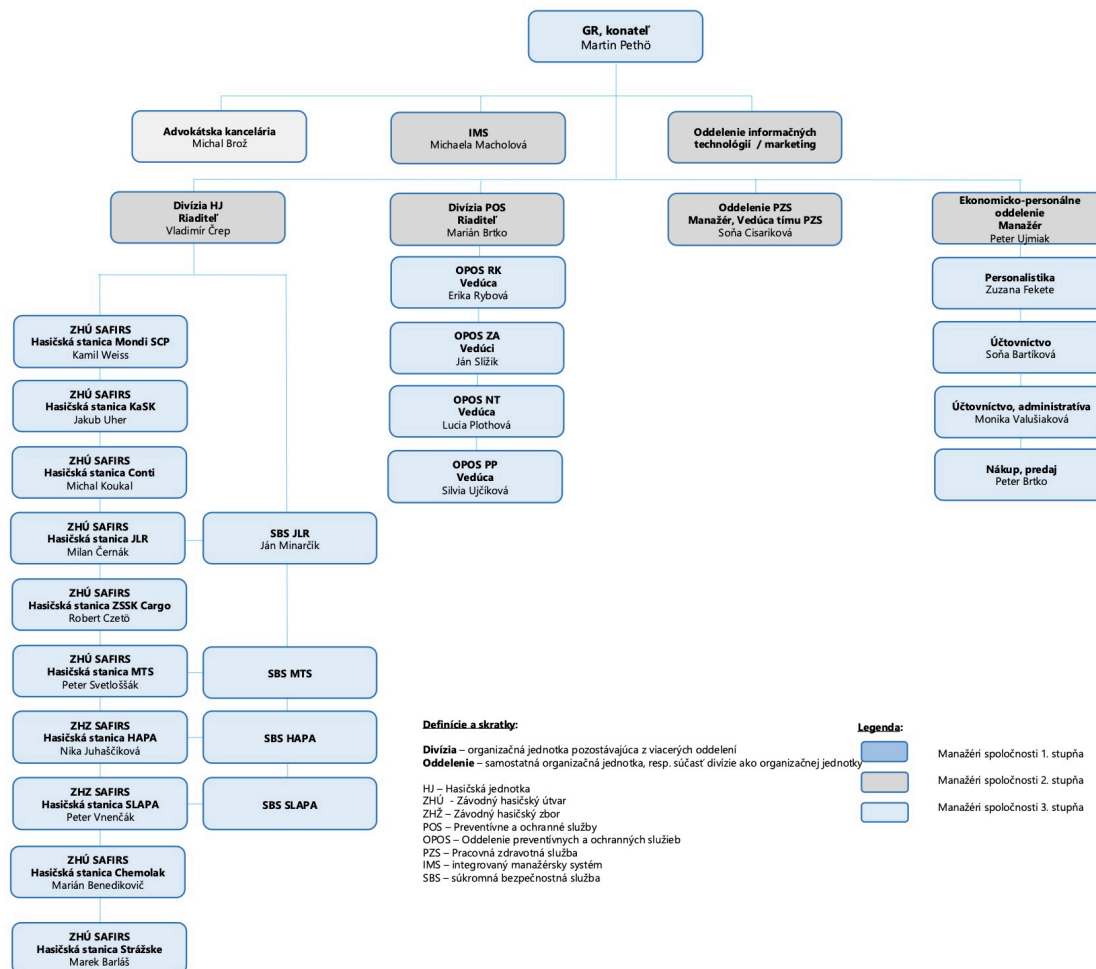 GR, konateľ
Martin Pethö
Advokátska kancelária
Michal Brož
IMS
Michaela Macholová
Oddelenie informačných
technológií / marketing
Divízia HJ
Riaditeľ
Vladimír Črep
Divízia POS
Riaditeľ
Marián Brtko
Oddelenie PZS
Manažér, Vedúca tímu PZS
Soňa Cisariková
Ekonomicko-personálne
oddelenie
Manažér
Peter Ujmiak
ZHÚ SAFIRS
Hasičská stanica Mondi SCP
Kamil Weiss
ZHÚ SAFIRS
Hasičská stanica KaSK
Jakub Uher
ZHÚ SAFIRS
Hasičská stanica Conti
Michal Koukal
ZHÚ SAFIRS
Hasičská stanica JLR
Milan Černák
ZHÚ SAFIRS
Hasičská stanica ZSSK Cargo
Robert Czetö
ZHÚ SAFIRS
Hasičská stanica MTS
Peter Svetloššák
ZHZ SAFIRS
Hasičská stanica HAPA
Nika Juhaščíková
ZHZ SAFIRS
Hasičská stanica SLAPA
Peter Vnenčák
ZHÚ SAFIRS
Hasičská stanica Chemolak
Marián Benedikovič
ZHÚ SAFIRS
Hasičská stanica Strážske
Marek Barláš
SBS JLR
Ján Minarčík
SBS MTS
SBS HAPA
SBS SLAPA
OPOS RK
Vedúca
Erika Rybová
OPOS ZA
Vedúci
Ján Slížik
OPOS NT
Vedúca
Lucia Plothová
OPOS PP
Vedúca
Silvia Ujčíková
Personalistika
Zuzana Fekete
Účtovníctvo
Soňa Bartíková
Účtovníctvo, administratíva
Monika Valušiaková
Nákup, predaj
Peter Brtko
Definície a skratky:
Divízia – organizačná jednotka pozostávajúca z viacerých oddelení
Oddelenie – samostatná organizačná jednotka, resp. súčasť divízie ako organizačnej jednotky
HJ – Hasičská jednotka
ZHÚ - Závodný hasičský útvar
ZHŽ – Závodný hasičský zbor
POS – Preventívne a ochranné služby
OPOS – Oddelenie preventívnych a ochranných služieb
PZS – Pracovná zdravotná služba
IMS – integrovaný manažérsky systém
SBS – súkromná bezpečnostná služba
Legenda:
Manažéri spoločnosti 1. stupňa
Manažéri spoločnosti 2. stupňa
Manažéri spoločnosti 3. stupňa